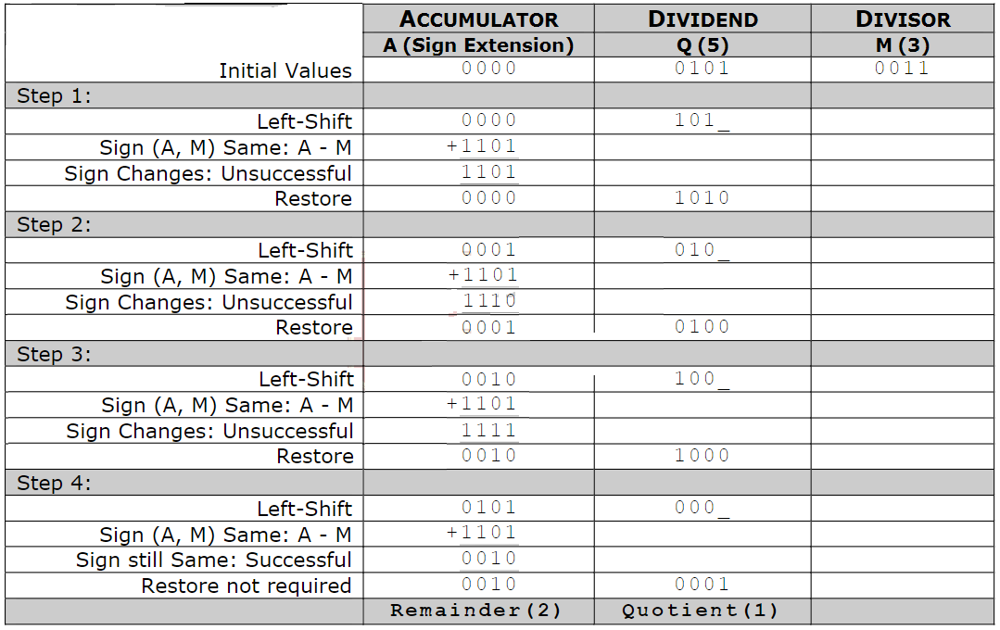 ACCUMULATOR DIVIDEND DIVISOR
A (Sign Extension) Q (5) M (3)
Initial Values 0000 0101 0011
Step 1:
Left-Shift 0000 101_
Sign (A, M) Same: A - M +1101
Sign Changes: Unsuccessful 1101
Restore 0000 1010
Step 2:
Left-Shift 0001 010_
Sign (A, M) Same: A - M +1101
Sign Changes: Unsuccessful 1110
Restore 0001 0100
Step 3:
Left-Shift 0010 100_
Sign (A, M) Same: A - M +1101
Sign Changes: Unsuccessful 1111
Restore 0010 1000
Step 4:
Left-Shift 0101 000_
Sign (A, M) Same: A - M +1101
Sign still Same: Successful 0010
Restore not required 0010 0001
Remainder(2) Quotient(1)